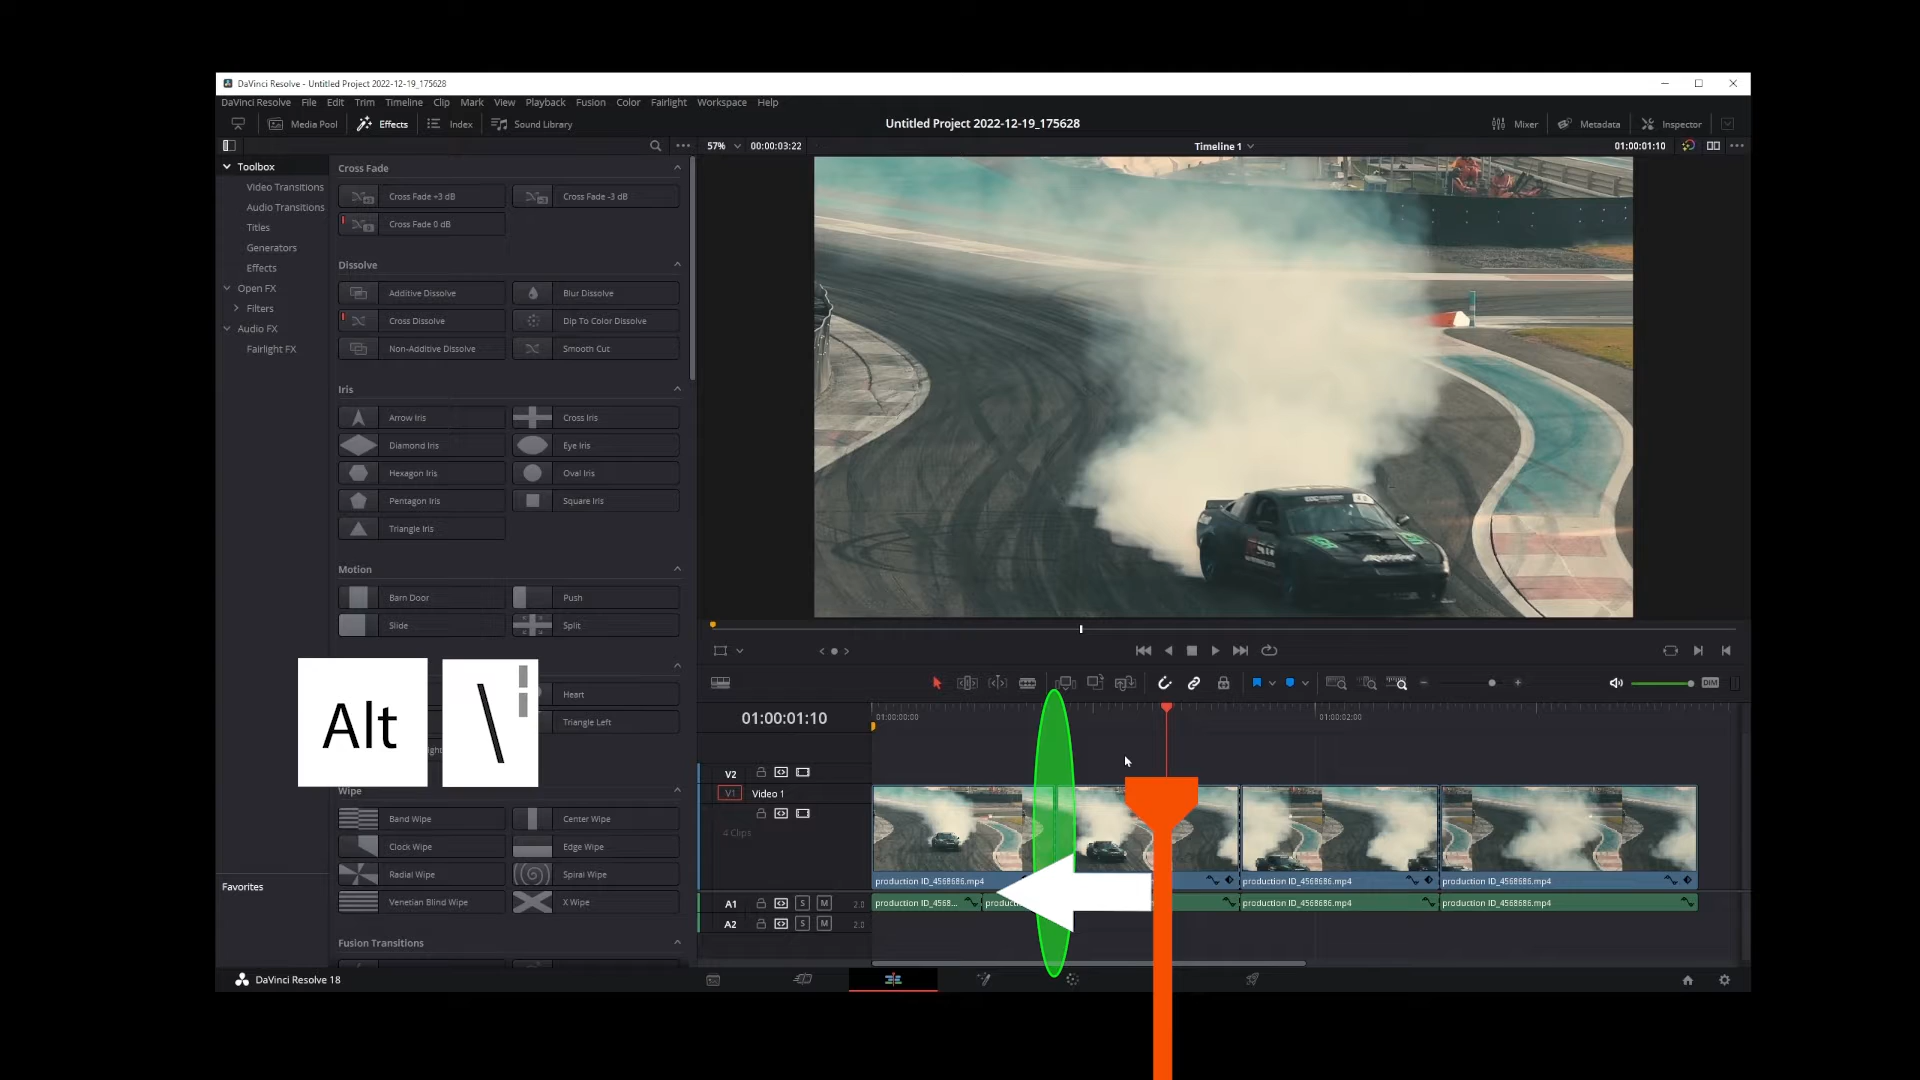 DaVinci Resolve - Untitled Project 2022-12-19_175628
DaVinci Resolve File Edit Trim Timeline Clip Mark View Playback Fusion Color Fairlight Workspace Help
Media Pool Effects Index Sound Library Untitled Project 2022-12-19_175628 Mixer Metadata Inspector
57% 00:00:03:22 Timeline 1 01:00:01:10
Toolbox
Video Transitions
Audio Transitions
Titles
Generators
Effects
Open FX
Filters
Audio FX
Fairlight FX
Favorites
Cross Fade
Cross Fade +3 dB Cross Fade -3 dB
Cross Fade 0 dB
Dissolve
Additive Dissolve Blur Dissolve
Cross Dissolve Dip To Color Dissolve
Non-Additive Dissolve Smooth Cut
Iris
Arrow Iris Cross Iris
Diamond Iris Eye Iris
Hexagon Iris Oval Iris
Pentagon Iris Square Iris
Triangle Iris
Motion
Barn Door Push
Slide Split
Heart
Triangle Left
Alt \
Wipe
Band Wipe Center Wipe
Clock Wipe Edge Wipe
Radial Wipe Spiral Wipe
Venetian Blind Wipe X Wipe
Fusion Transitions
DIM
01:00:01:10 01:00:00:00 01:00:02:00
V2
V1 Video 1
4 Clips
production ID_4568686.mp4 production ID_4568686.mp4 production ID_4568686.mp4
A1 S M 2.0 production ID_4568... production ID_4568686.mp4 production ID_4568686.mp4
A2 S M 2.0
DaVinci Resolve 18